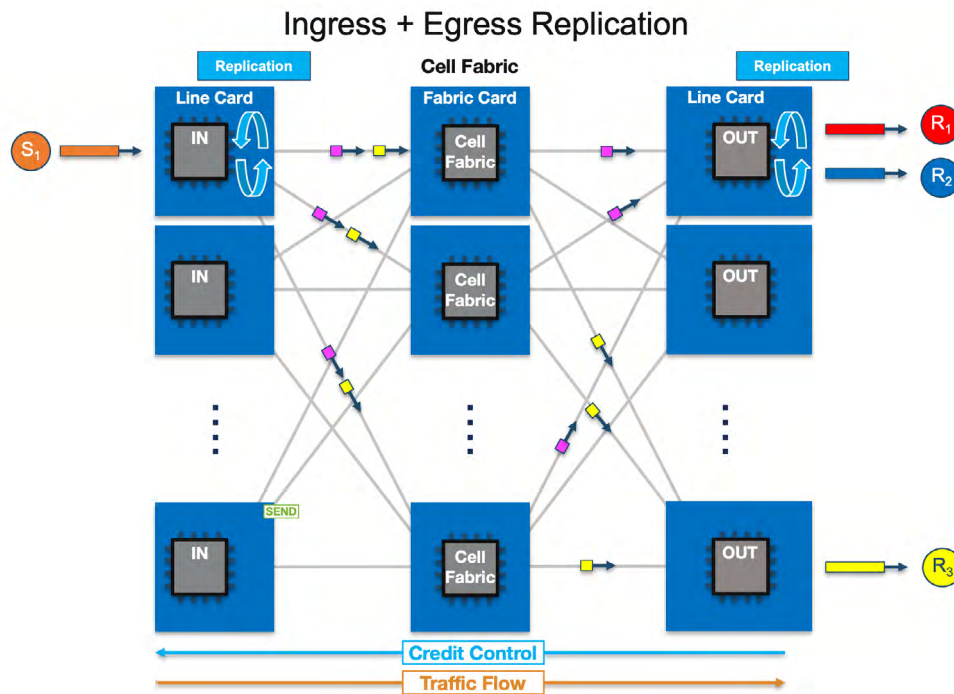 Ingress + Egress Replication
Replication
Cell Fabric
Replication
Line Card
Fabric Card
Line Card
S1
IN
Cell
Fabric
OUT
R1
R2
IN
Cell
Fabric
OUT
SEND
IN
Cell
Fabric
OUT
R3
Credit Control
Traffic Flow